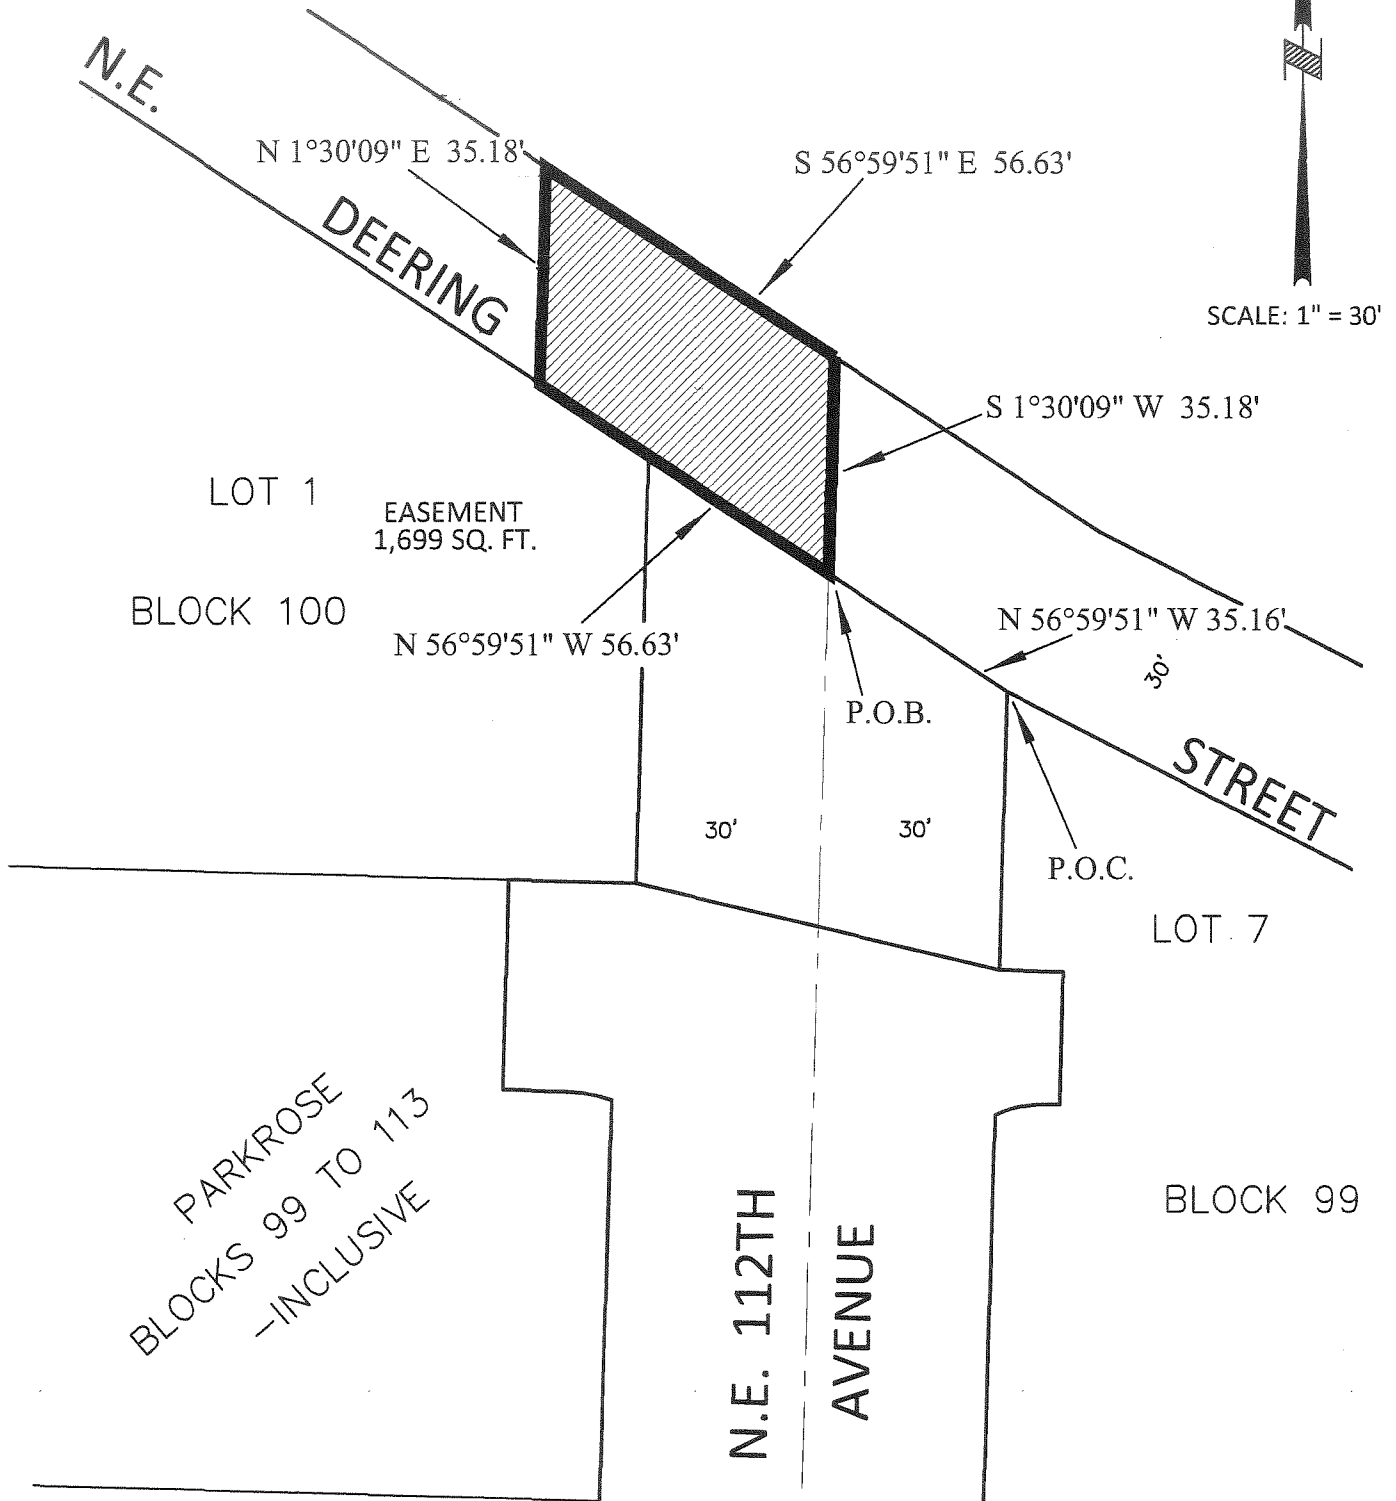 N.E.
N 1°30'09" E 35.18'
S 56°59'51" E 56.63'
DEERING
SCALE: 1" = 30'
S 1°30'09" W 35.18'
LOT 1
EASEMENT
1,699 SQ. FT.
BLOCK 100
N 56°59'51" W 56.63'
N 56°59'51" W 35.16'
30'
P.O.B.
STREET
30'
30'
P.O.C.
LOT 7
PARKROSE
BLOCKS 99 TO 113
-INCLUSIVE
BLOCK 99
N.E. 112TH
AVENUE